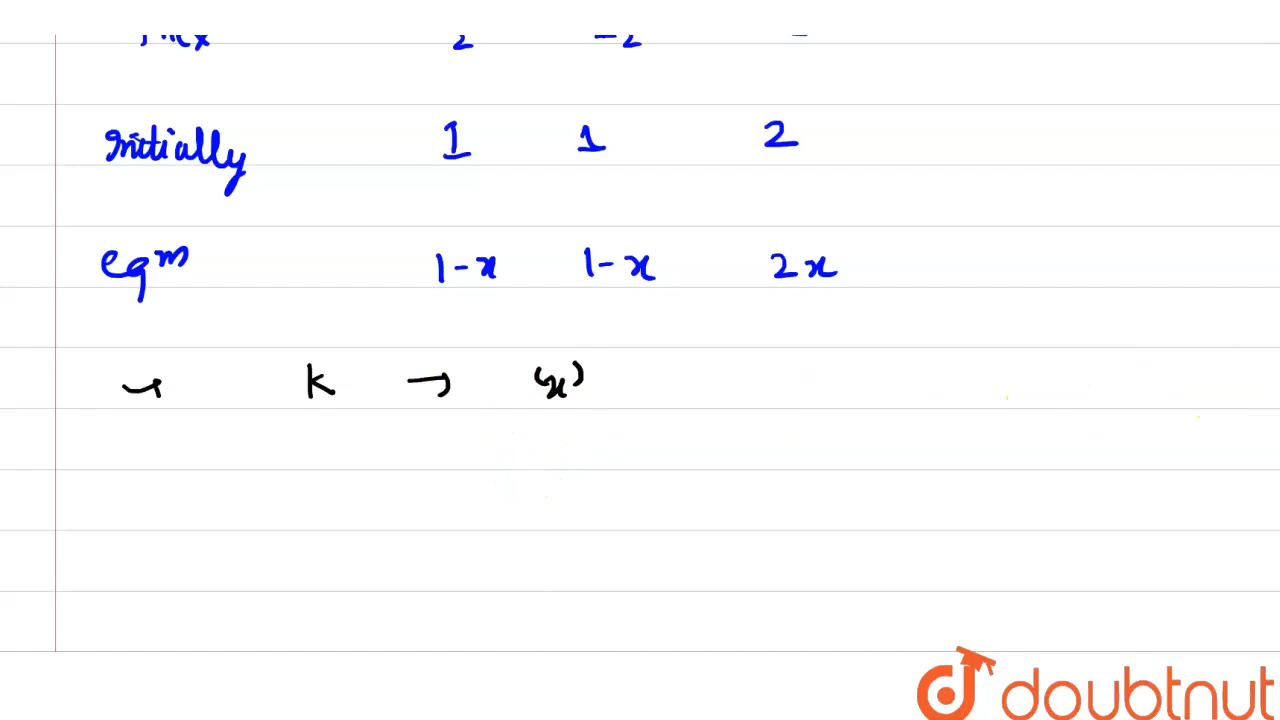 Initially 1 1 2
eqm 1-x 1-x 2x
K → (x)
doubtnut